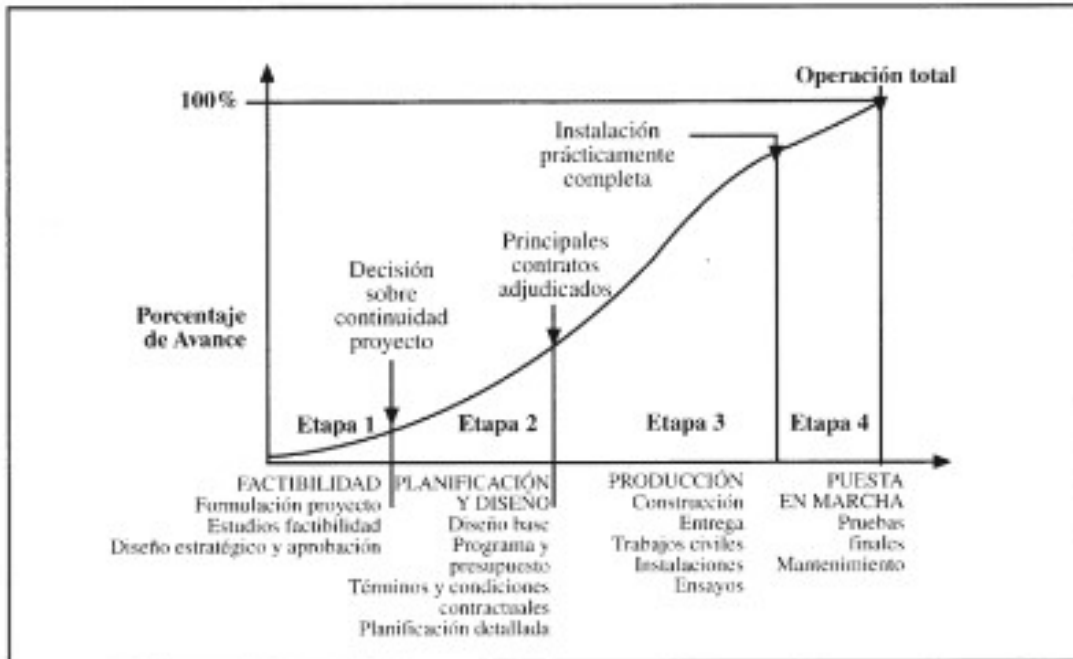 Operación total
100%
Instalación
prácticamente
completa
Principales
contratos
adjudicados
Decisión
sobre
continuidad
proyecto
Porcentaje
de Avance
Etapa 1
Etapa 2
Etapa 3
Etapa 4
FACTIBILIDAD
Formulación proyecto
Estudios factibilidad
Diseño estratégico y aprobación
PLANIFICACIÓN
Y DISEÑO
Diseño base
Programa y
presupuesto
Términos y condiciones
contractuales
Planificación detallada
PRODUCCIÓN
Construcción
Entrega
Trabajos civiles
Instalaciones
Ensayos
PUESTA
EN MARCHA
Pruebas
finales
Mantenimiento